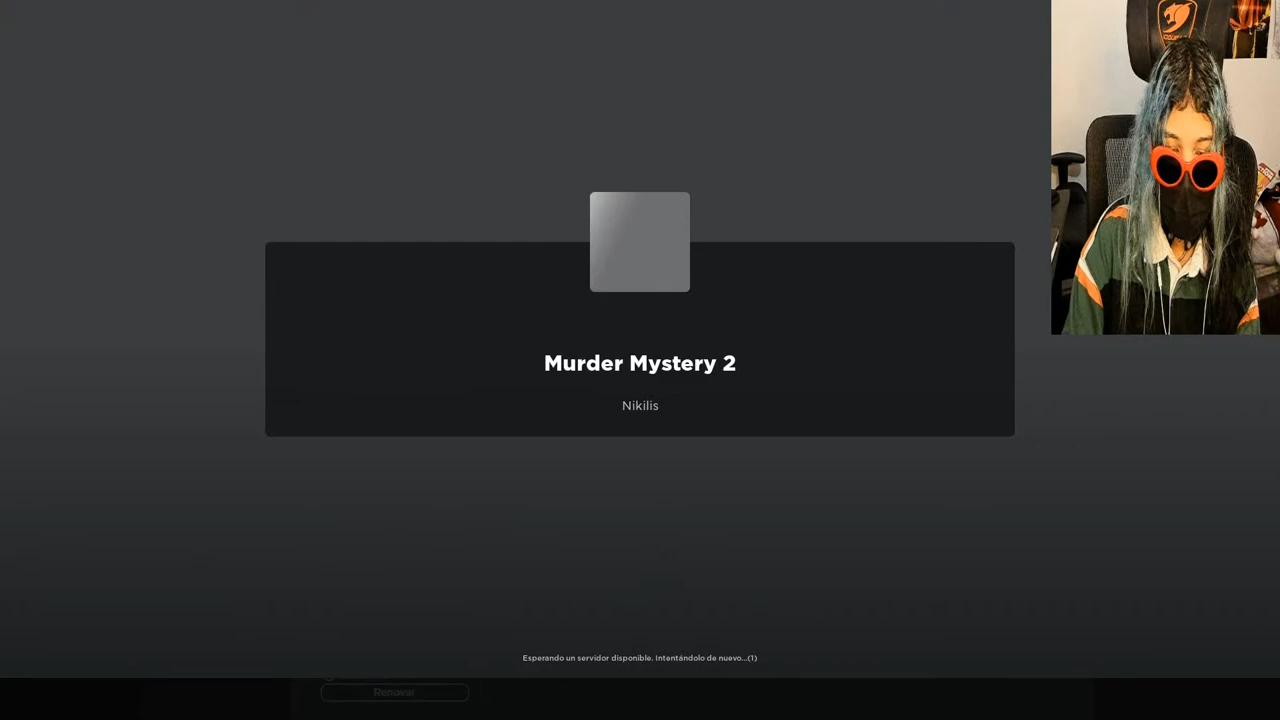 Murder Mystery 2
Nikilis
Esperando un servidor disponible. Intentándolo de nuevo...(1)
Renovar